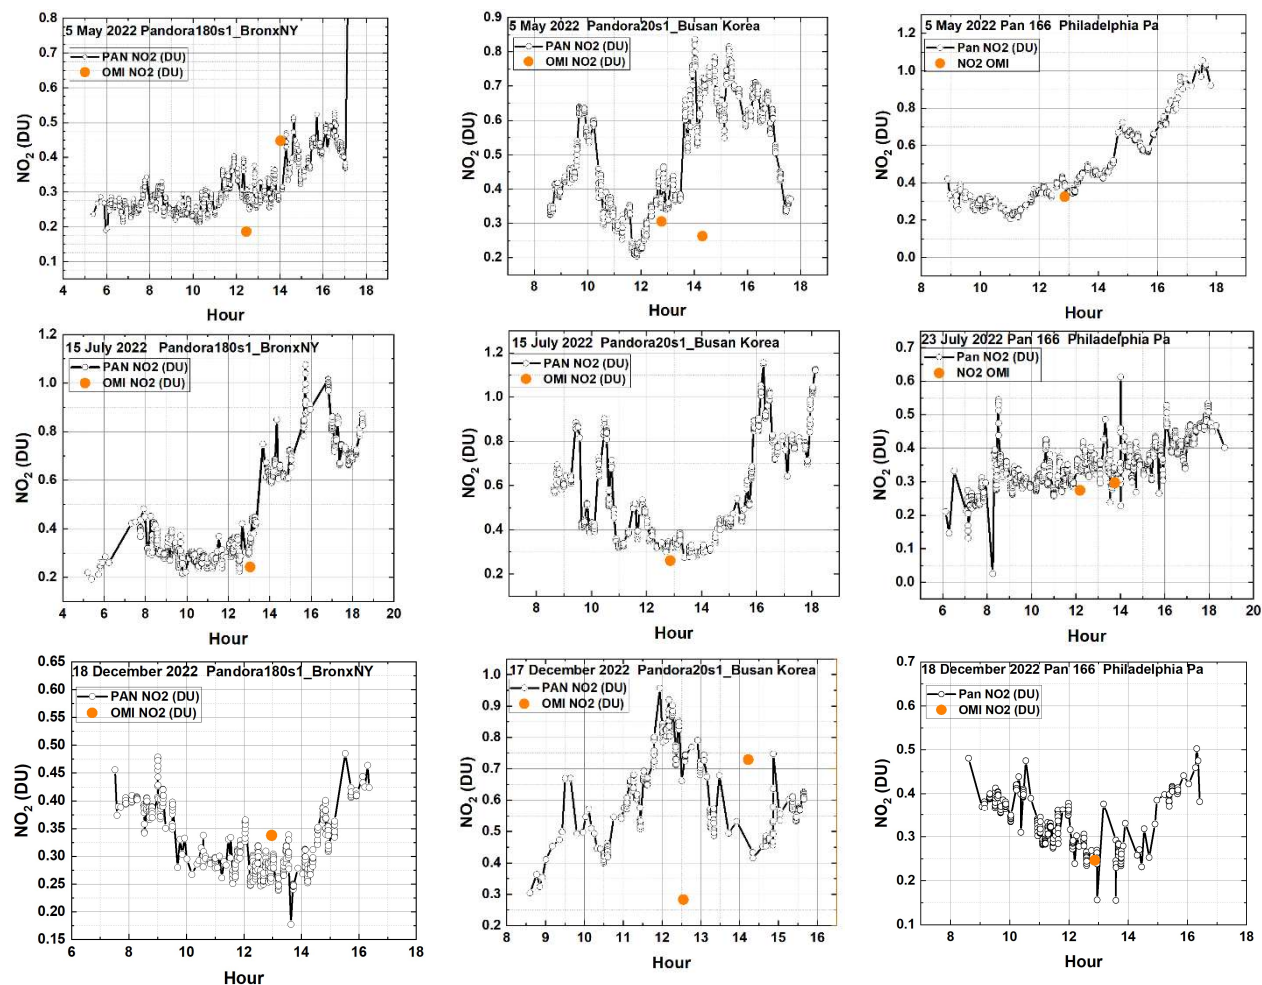 5 May 2022 Pandora180s1_BronxNY
PAN NO2 (DU)
OMI NO2 (DU)
NO2 (DU)
0.8
0.7
0.6
0.5
0.4
0.3
0.2
0.1
4 6 8 10 12 14 16 18
Hour
5 May 2022 Pandora20s1_Busan Korea
PAN NO2 (DU)
OMI NO2 (DU)
NO2 (DU)
0.9
0.8
0.7
0.6
0.5
0.4
0.3
0.2
8 10 12 14 16 18
Hour
5 May 2022 Pan 166 Philadelphia Pa
Pan NO2 (DU)
NO2 OMI
NO2 (DU)
1.2
1.0
0.8
0.6
0.4
0.2
0.0
8 10 12 14 16 18
Hour
15 July 2022 Pandora180s1_BronxNY
PAN NO2 (DU)
OMI NO2 (DU)
NO2 (DU)
1.2
1.0
0.8
0.6
0.4
0.2
4 6 8 10 12 14 16 18 20
Hour
15 July 2022 Pandora20s1_Busan Korea
PAN NO2 (DU)
OMI NO2 (DU)
NO2 (DU)
1.2
1.0
0.8
0.6
0.4
0.2
8 10 12 14 16 18
Hour
23 July 2022 Pan 166 Philadelphia Pa
Pan NO2 (DU)
NO2 OMI
NO2 (DU)
0.7
0.6
0.5
0.4
0.3
0.2
0.1
0.0
6 8 10 12 14 16 18 20
Hour
18 December 2022 Pandora180s1_BronxNY
PAN NO2 (DU)
OMI NO2 (DU)
NO2 (DU)
0.65
0.60
0.55
0.50
0.45
0.40
0.35
0.30
0.25
0.20
0.15
8 10 12 14 16 18
Hour
17 December 2022 Pandora20s1_Busan Korea
PAN NO2 (DU)
OMI NO2 (DU)
NO2 (DU)
1.0
0.9
0.8
0.7
0.6
0.5
0.4
0.3
0.2
8 9 10 11 12 13 14 15 16
Hour
18 December 2022 Pan 166 Philadelphia Pa
Pan NO2 (DU)
OMI NO2 (DU)
NO2 (DU)
0.7
0.6
0.5
0.4
0.3
0.2
0.1
8 10 12 14 16 18
Hour